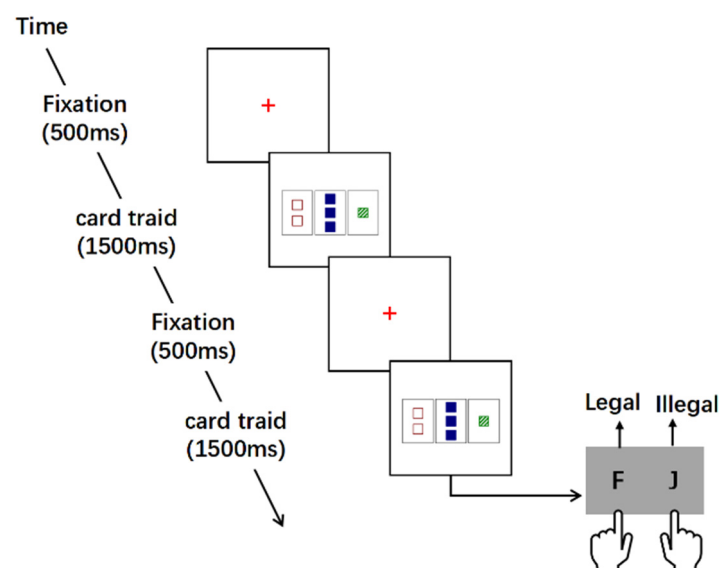 Time
Fixation
(500ms)
card traid
(1500ms)
Fixation
(500ms)
card traid
(1500ms)
Legal Illegal
F J